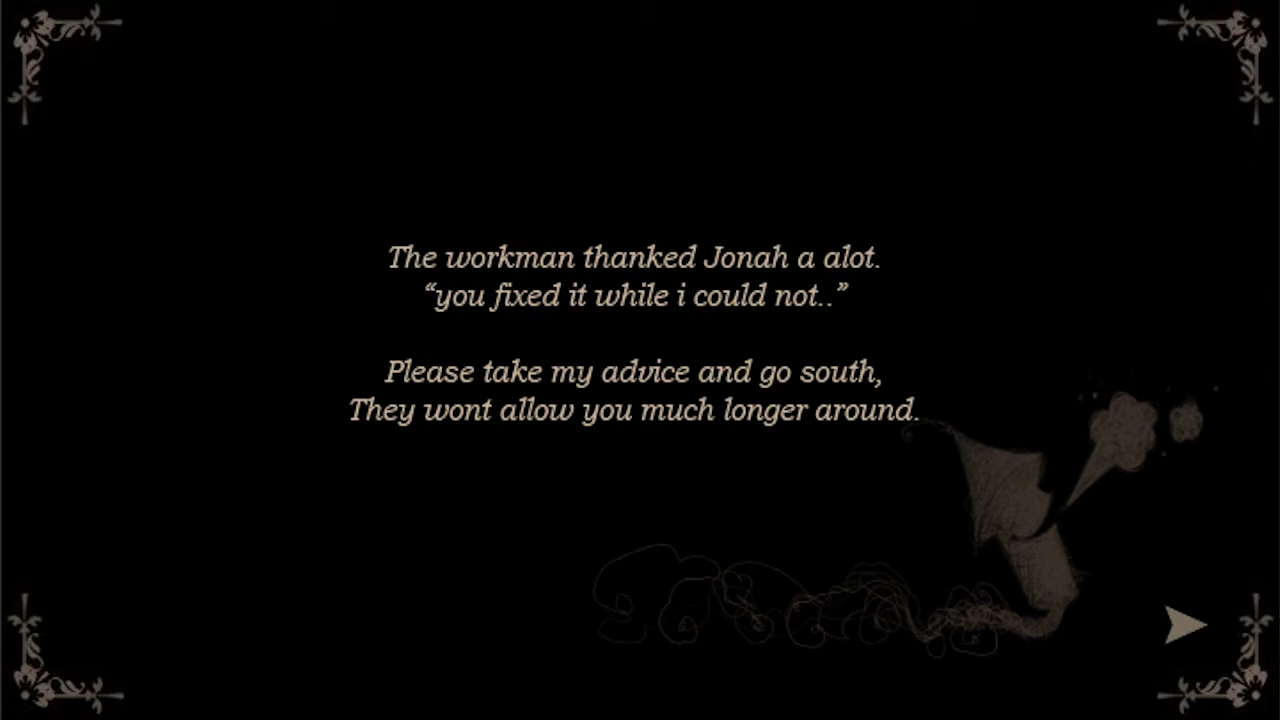 The workman thanked Jonah a alot.
“you fixed it while i could not..”
Please take my advice and go south,
They wont allow you much longer around.